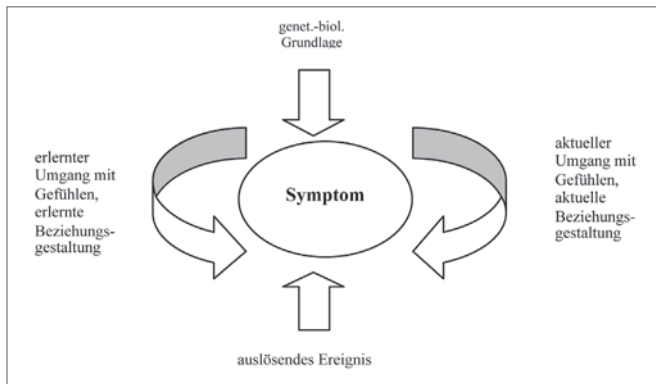 genet.-biol.
Grundlage
erlernter
Umgang mit
Gefühlen,
erlernte
Beziehungs-
gestaltung
Symptom
aktueller
Umgang mit
Gefühlen,
aktuelle
Beziehungs-
gestaltung
auslösendes Ereignis